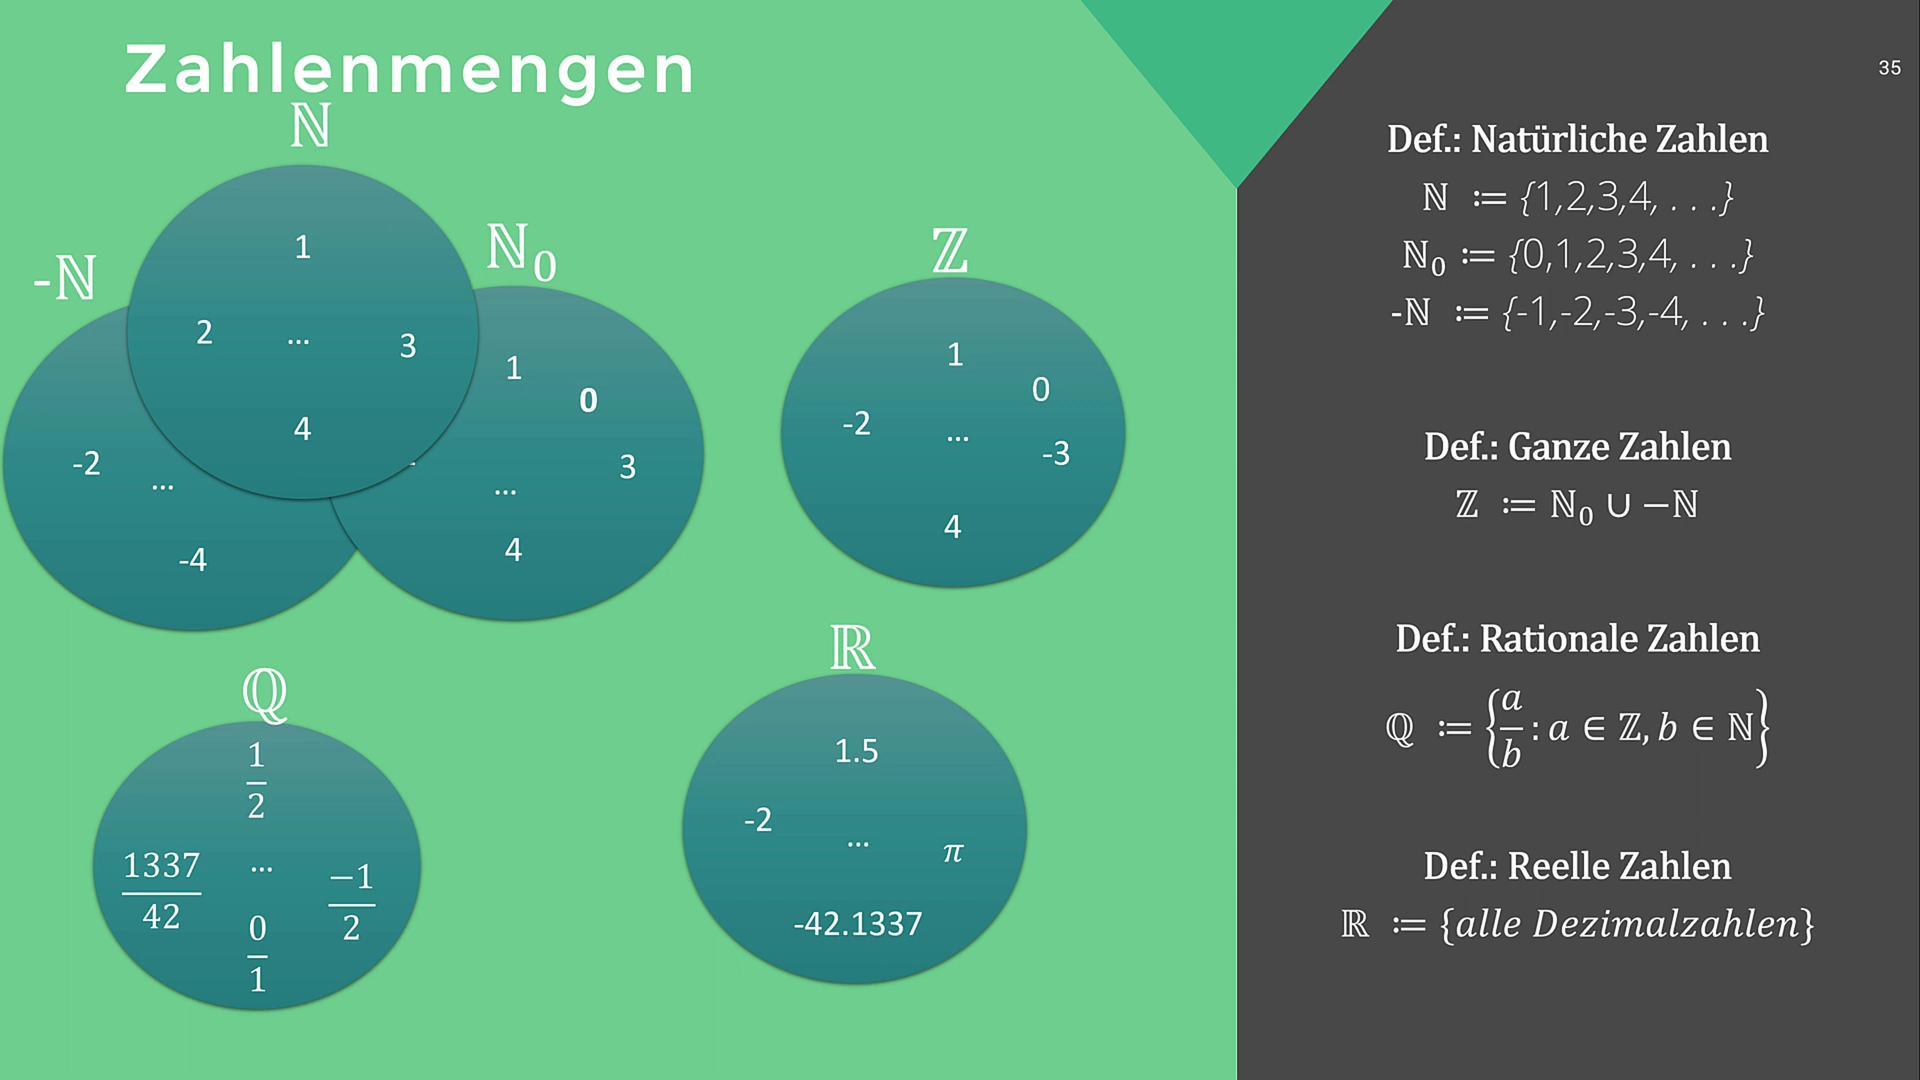 Zahlenmengen
35
ℕ
1
2 ... 3
4
-ℕ
-2
...
-4
ℕ₀
1
0
3
...
4
ℤ
1
0
-2 ... -3
4
ℚ
1/2
1337/42 ... −1/2
0/1
ℝ
1.5
-2 ... π
-42.1337
Def.: Natürliche Zahlen
ℕ := {1,2,3,4, . . .}
ℕ₀ := {0,1,2,3,4, . . .}
-ℕ := {-1,-2,-3,-4, . . .}
Def.: Ganze Zahlen
ℤ := ℕ₀ ∪ −ℕ
Def.: Rationale Zahlen
ℚ := {a/b : a ∈ ℤ, b ∈ ℕ}
Def.: Reelle Zahlen
ℝ := {alle Dezimalzahlen}